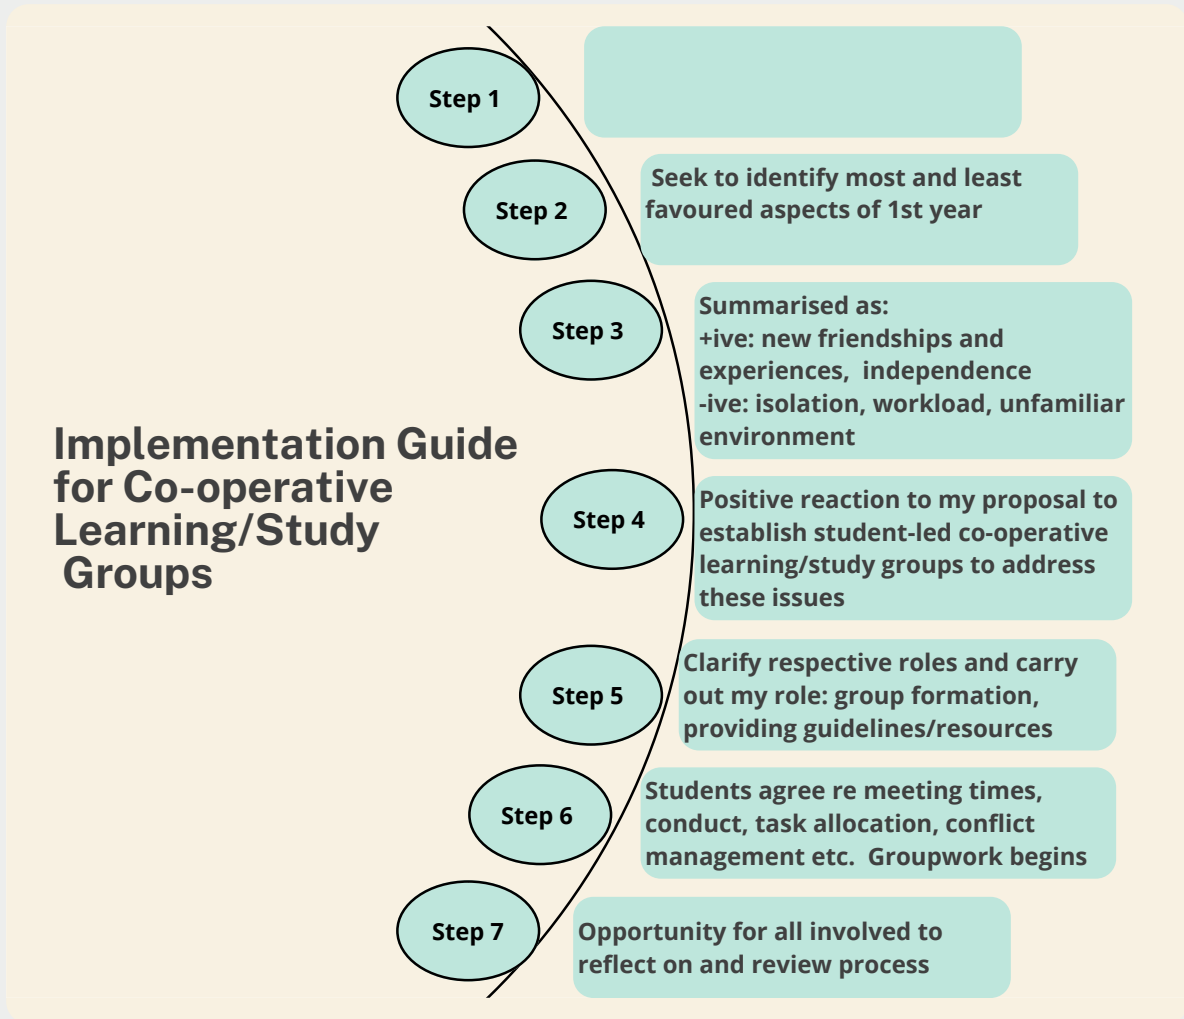 Implementation Guide
for Co-operative
Learning/Study
Groups
Step 1
Step 2
Seek to identify most and least
favoured aspects of 1st year
Step 3
Summarised as:
+ive: new friendships and
experiences,  independence
-ive: isolation, workload, unfamiliar
environment
Step 4
Positive reaction to my proposal to
establish student-led co-operative
learning/study groups to address
these issues
Step 5
Clarify respective roles and carry
out my role: group formation,
providing guidelines/resources
Step 6
Students agree re meeting times,
conduct, task allocation, conflict
management etc.  Groupwork begins
Step 7
Opportunity for all involved to
reflect on and review process